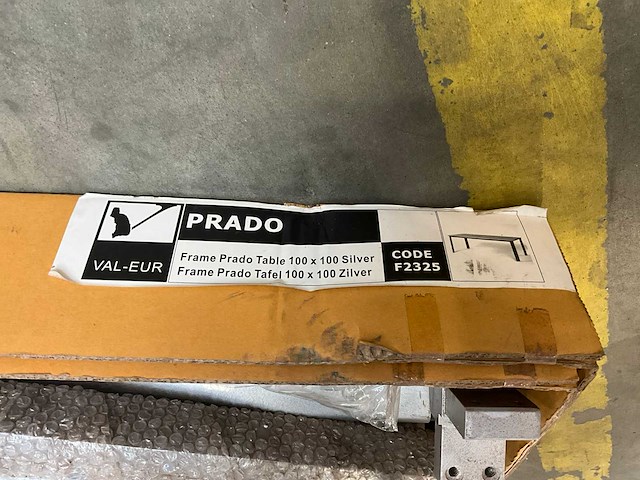 PRADO
VAL-EUR
Frame Prado Table 100 x 100 Silver
Frame Prado Tafel 100 x 100 Zilver
CODE
F2325